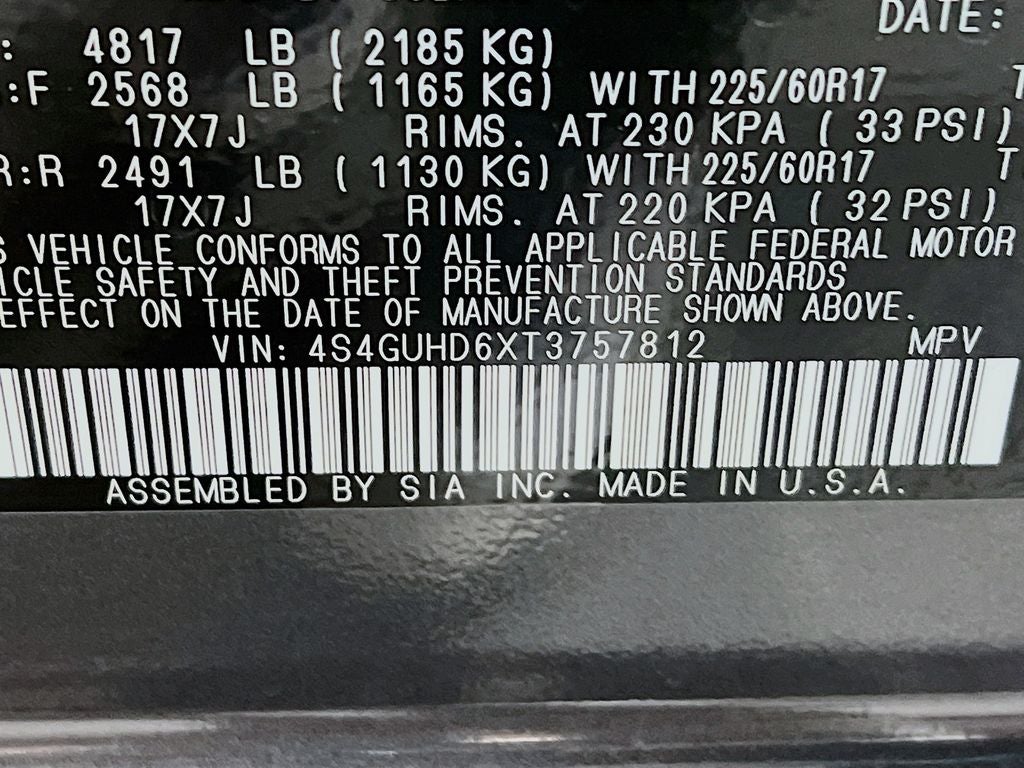 DATE:
: 4817 LB ( 2185 KG)
:F 2568 LB ( 1165 KG) WITH 225/60R17 T
17X7J RIMS. AT 230 KPA ( 33 PSI)
R:R 2491 LB ( 1130 KG) WITH 225/60R17 T
17X7J RIMS. AT 220 KPA ( 32 PSI)
S VEHICLE CONFORMS TO ALL APPLICABLE FEDERAL MOTOR
ICLE SAFETY AND THEFT PREVENTION STANDARDS
EFFECT ON THE DATE OF MANUFACTURE SHOWN ABOVE.
VIN: 4S4GUHD6XT3757812 MPV
ASSEMBLED BY SIA INC. MADE IN U.S.A.